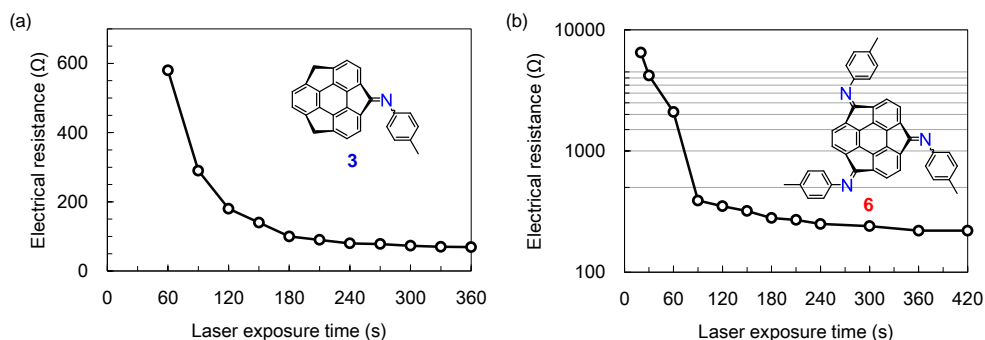 (a)
Electrical resistance (Ω)
600
400
200
0
0 60 120 180 240 300 360
Laser exposure time (s)
N
3
(b)
Electrical resistance (Ω)
10000
1000
100
0 60 120 180 240 300 360 420
Laser exposure time (s)
N
N
N
6